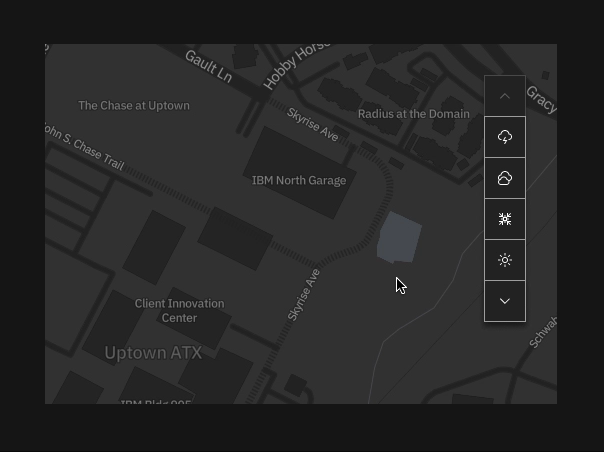 Gault Ln
Hobby Horse
The Chase at Uptown
Gracy
Skyrise Ave
Radius at the Domain
John S. Chase Trail
IBM North Garage
Skyrise Ave
Client Innovation
Center
Uptown ATX
IBM Bldg 905